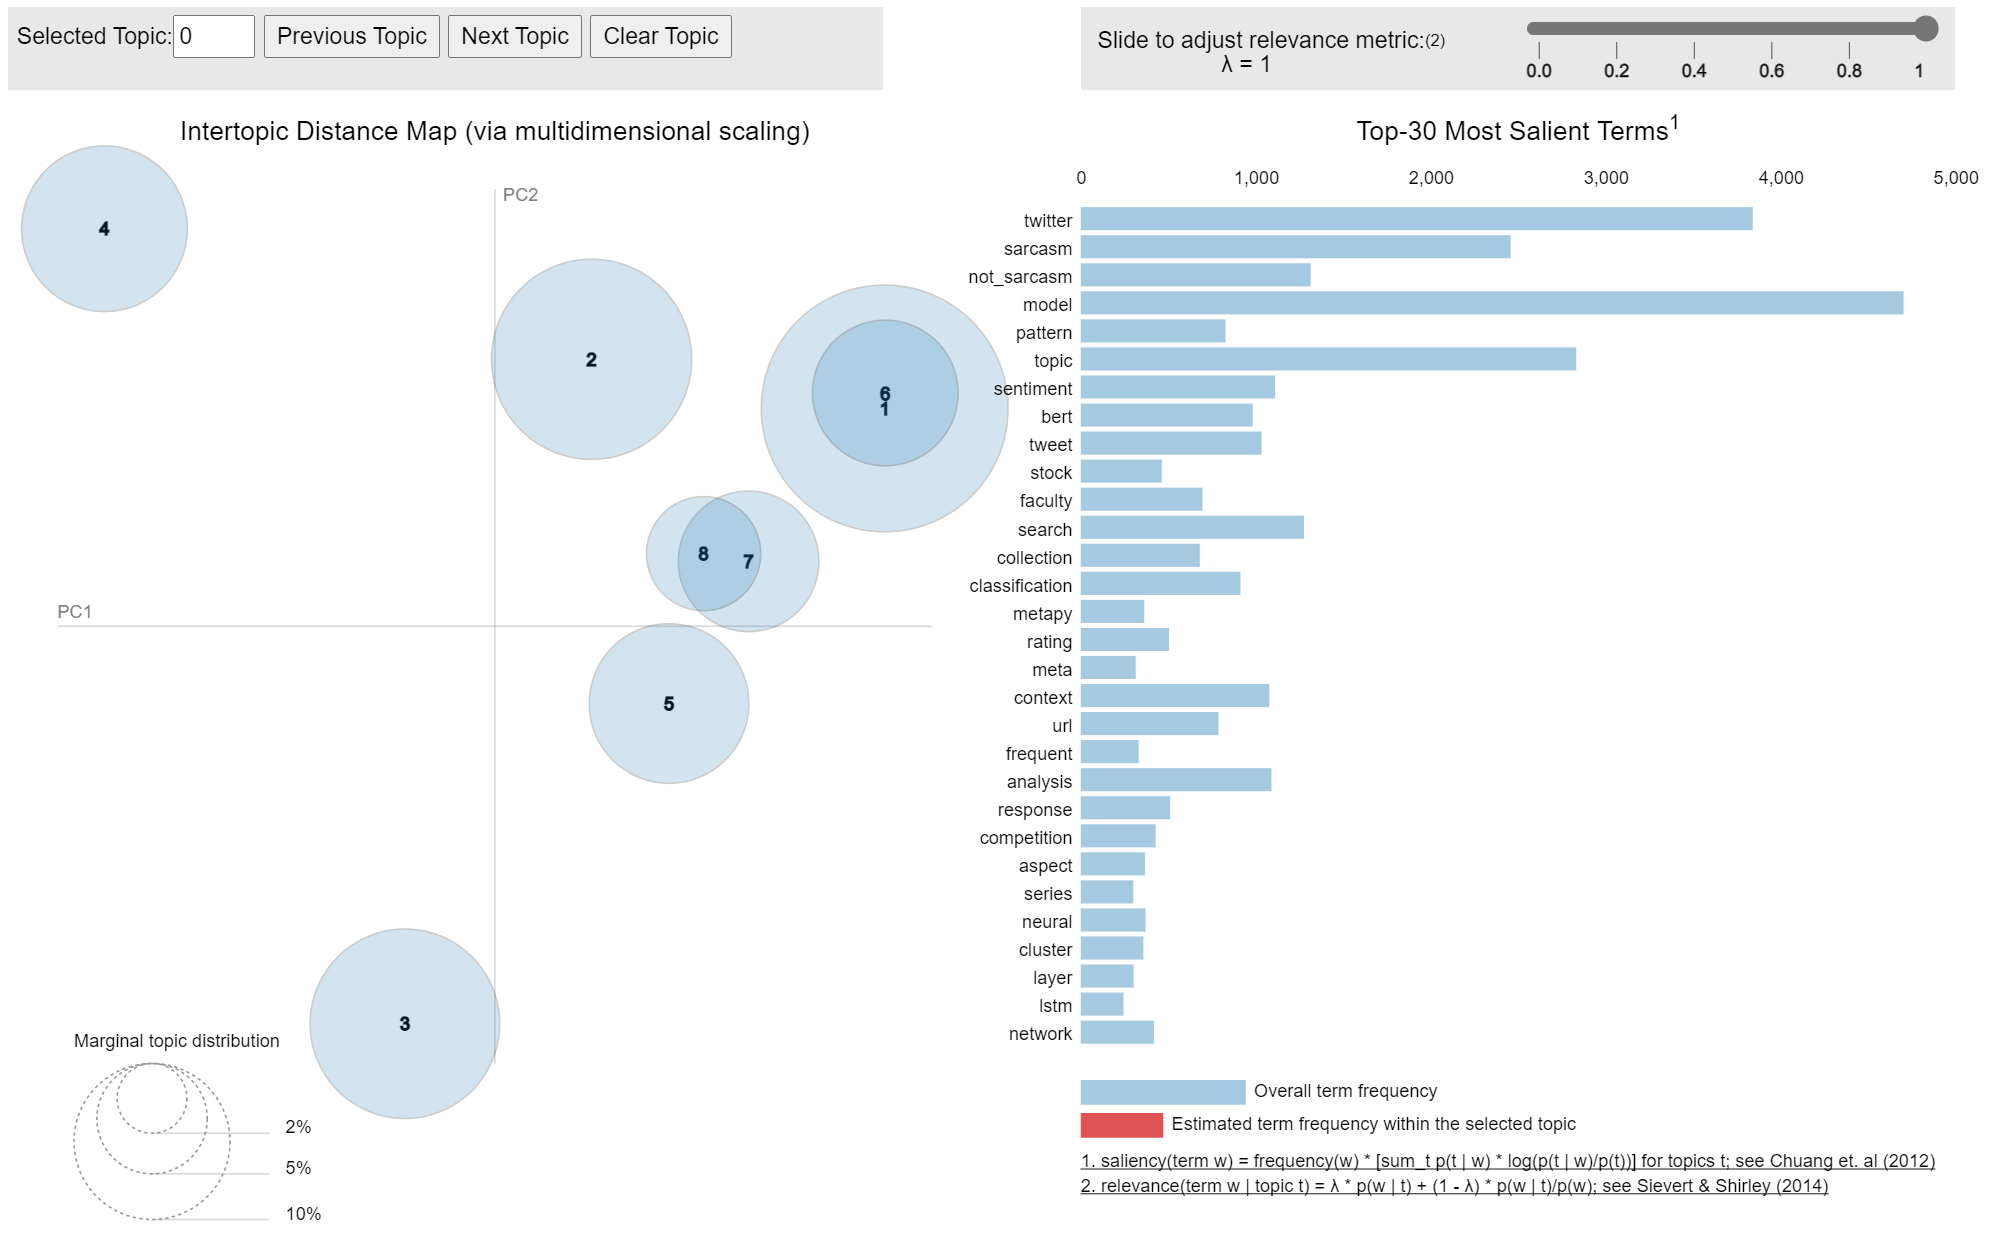 Selected Topic: 0 Previous Topic Next Topic Clear Topic
Slide to adjust relevance metric:(2)
λ = 1
0.0 0.2 0.4 0.6 0.8 1
Intertopic Distance Map (via multidimensional scaling)
PC2
PC1
4
2
6
1
8
7
5
3
Marginal topic distribution
2%
5%
10%
Top-30 Most Salient Terms1
0 1,000 2,000 3,000 4,000 5,000
twitter
sarcasm
not_sarcasm
model
pattern
topic
sentiment
bert
tweet
stock
faculty
search
collection
classification
metapy
rating
meta
context
url
frequent
analysis
response
competition
aspect
series
neural
cluster
layer
lstm
network
Overall term frequency
Estimated term frequency within the selected topic
1. saliency(term w) = frequency(w) * [sum_t p(t | w) * log(p(t | w)/p(t))] for topics t; see Chuang et. al (2012)
2. relevance(term w | topic t) = λ * p(w | t) + (1 - λ) * p(w | t)/p(w); see Sievert & Shirley (2014)